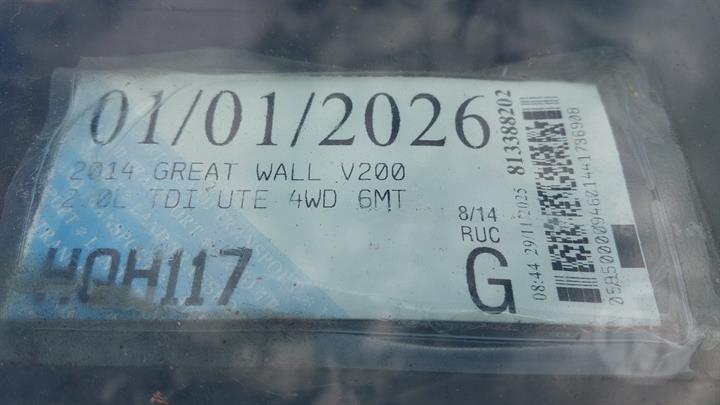 01/01/2026
2014 GREAT WALL V200
2.0L TDI UTE 4WD 6MT
HQH117
8/14
RUC
G
813388202
08:44 29/11/2025